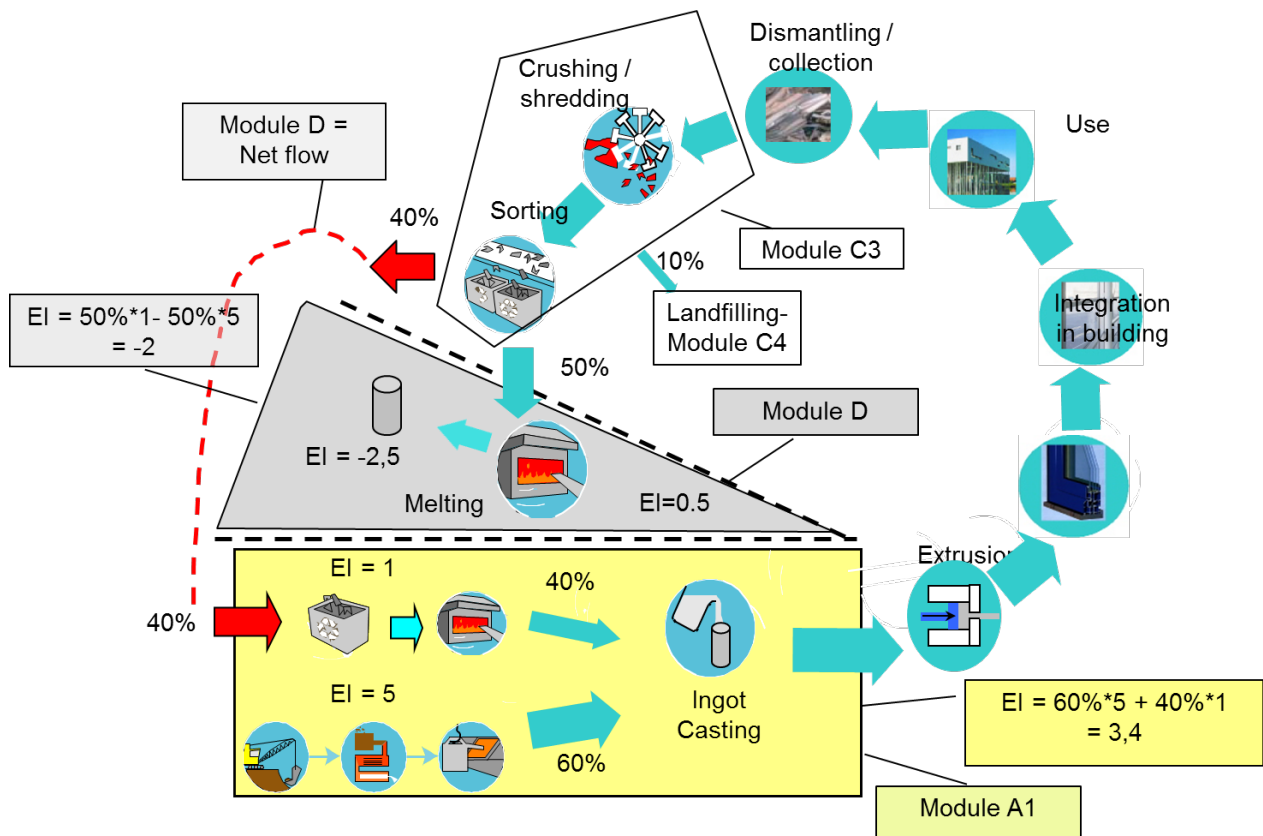 Dismantling /
collection
Crushing /
shredding
Use
Module D =
Net flow
Sorting
40%
Module C3
10%
EI = 50%*1- 50%*5
= -2
Landfilling-
Module C4
Integration
in building
50%
Module D
EI = -2,5
Melting
EI=0.5
Extrusion
EI = 1
40%
40%
EI = 5
Ingot
Casting
60%
EI = 60%*5 + 40%*1
= 3,4
Module A1